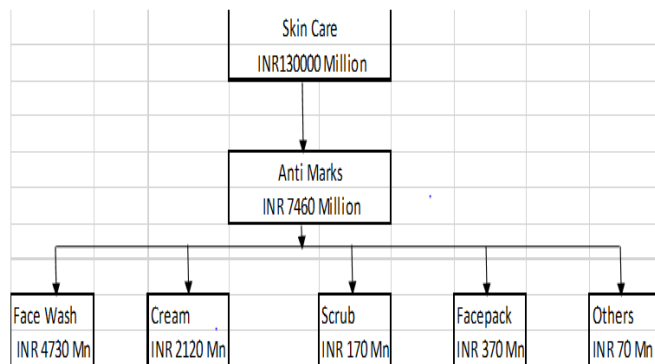 Skin Care
INR130000 Million
Anti Marks
INR 7460 Million
Face Wash
INR 4730 Mn
Cream
INR 2120 Mn
Scrub
INR 170 Mn
Facepack
INR 370 Mn
Others
INR 70 Mn